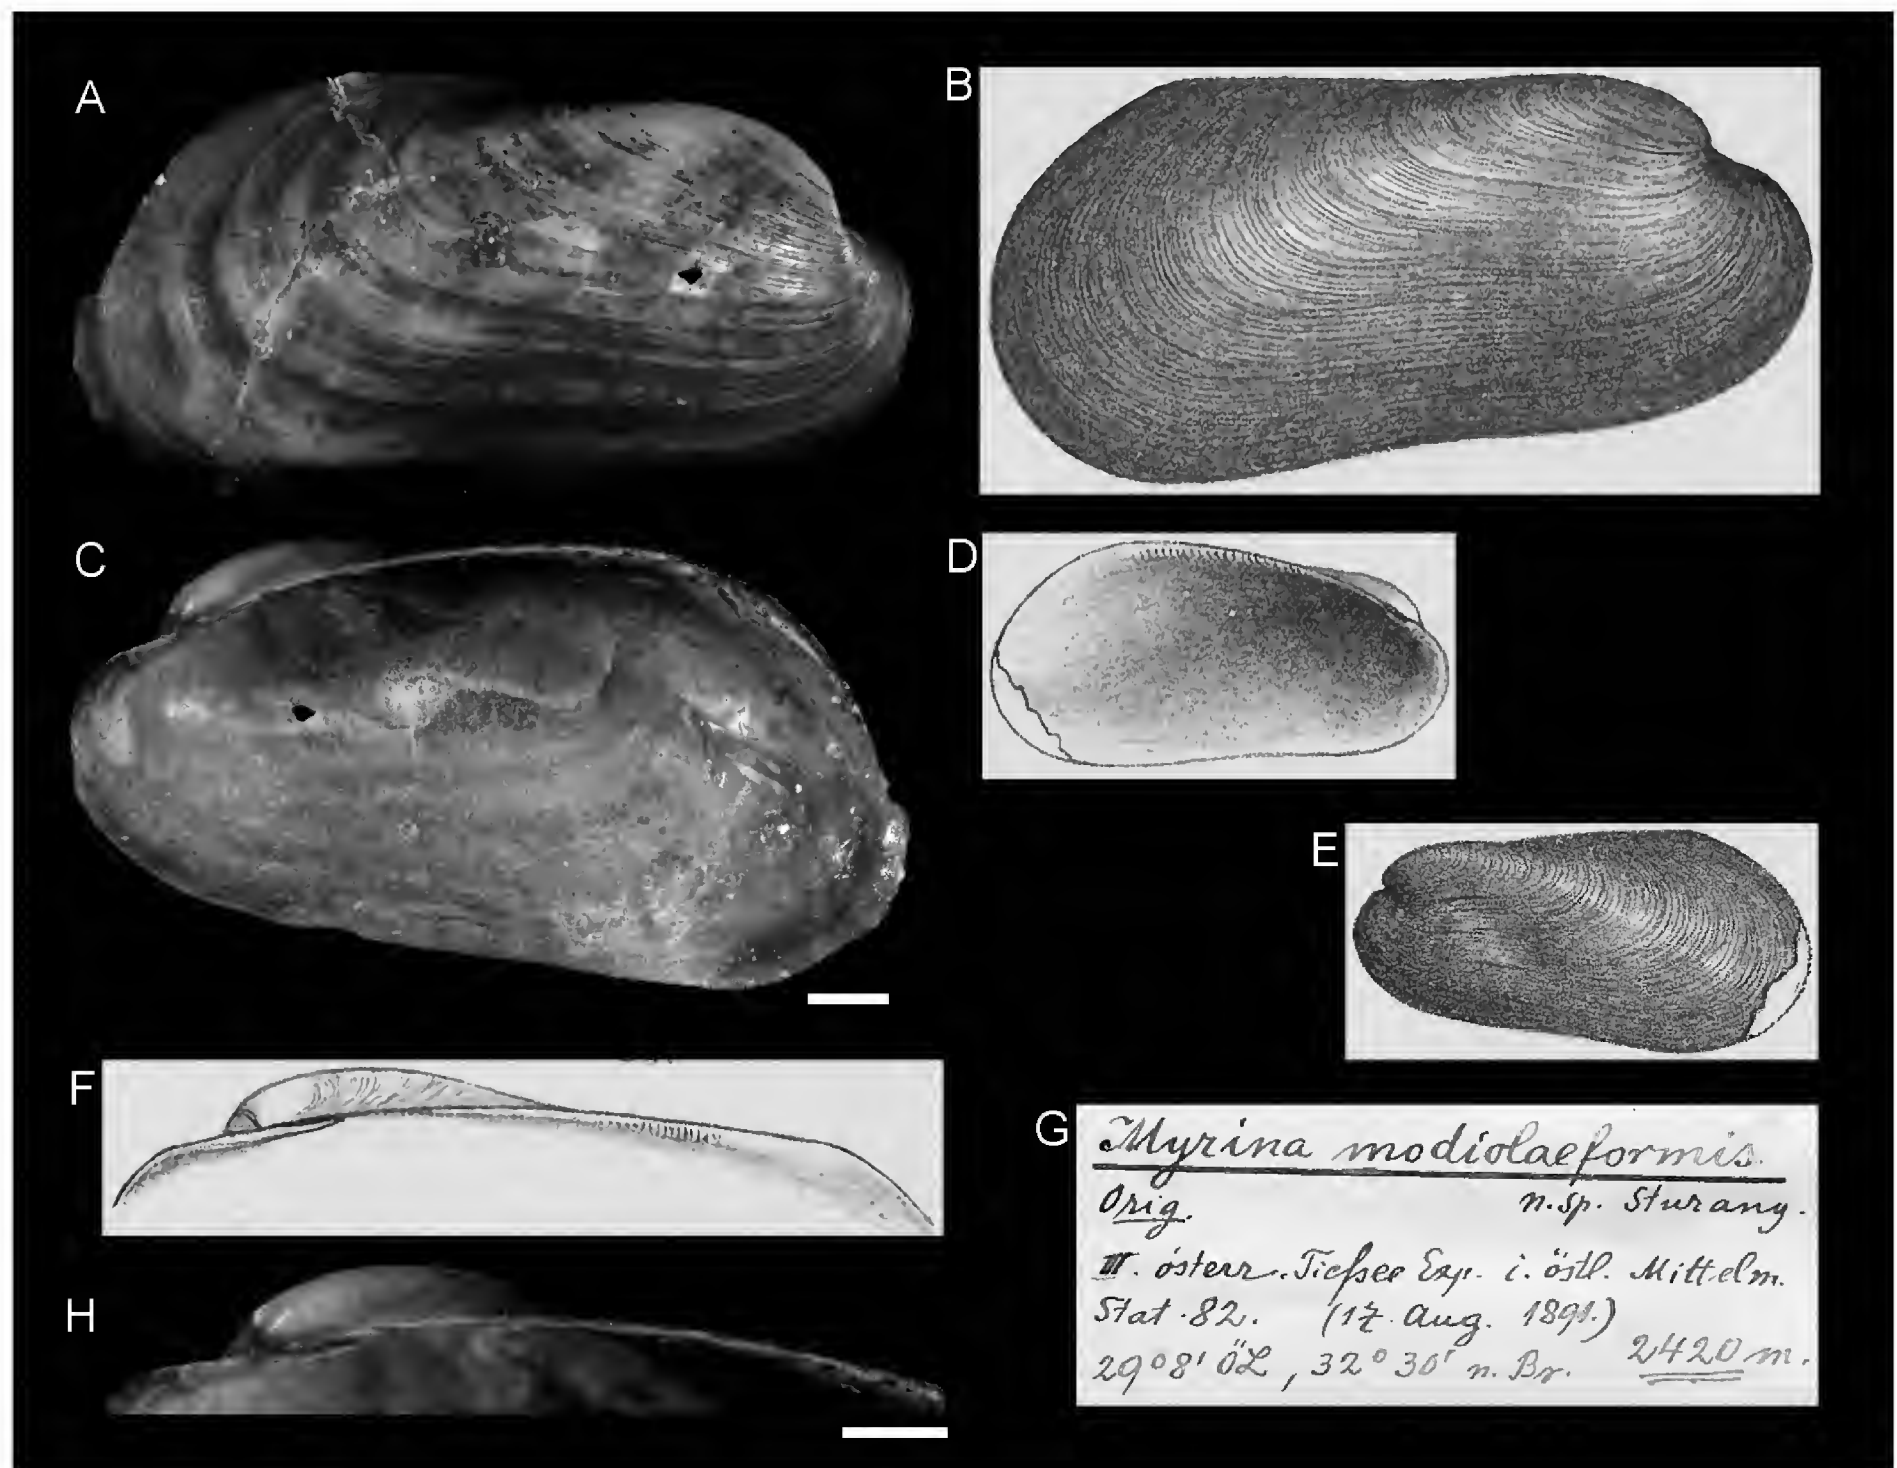 A
B
C
D
E
F
G
Myrina modiolaeformis.
Orig. n. sp. Sturany.
III. österr. Tiefsee Exp. i. östl. Mittelm.
Stat. 82. (17. Aug. 1891.)
29°8' ÖL, 32°30' n. Br. 2420 m.
H